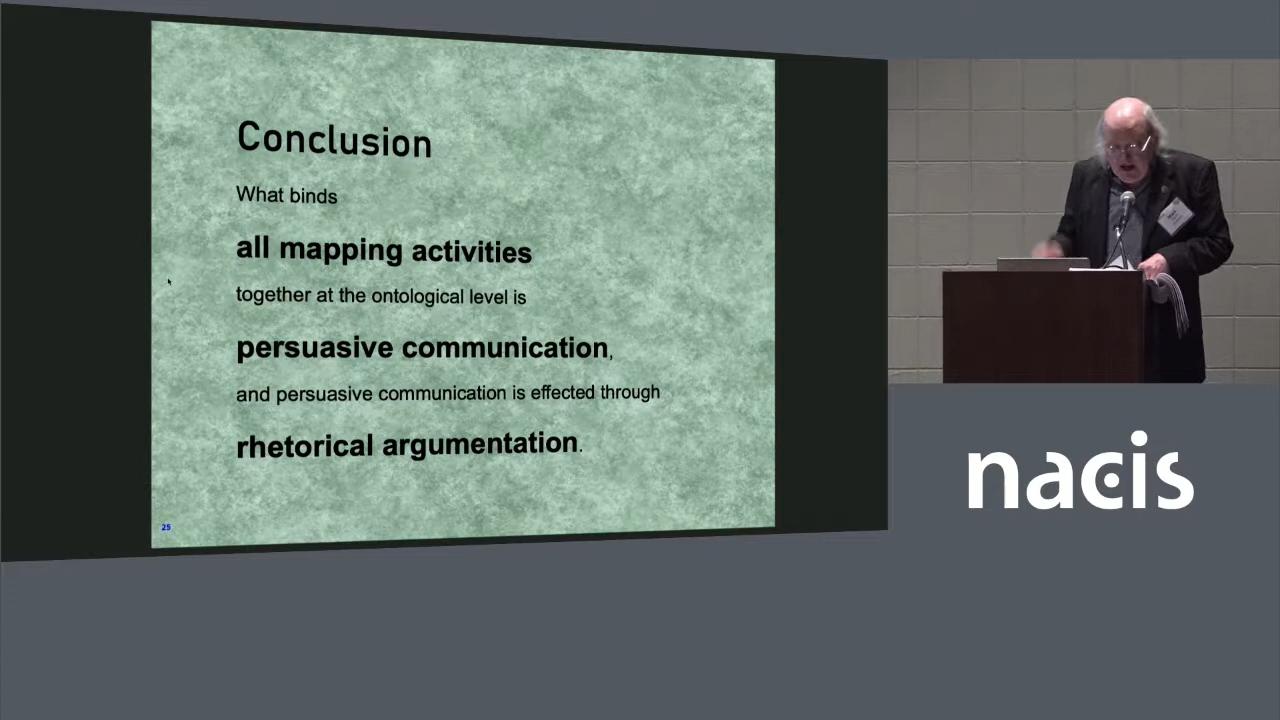 Conclusion
What binds
all mapping activities
together at the ontological level is
persuasive communication,
and persuasive communication is effected through
rhetorical argumentation.
25
nacis